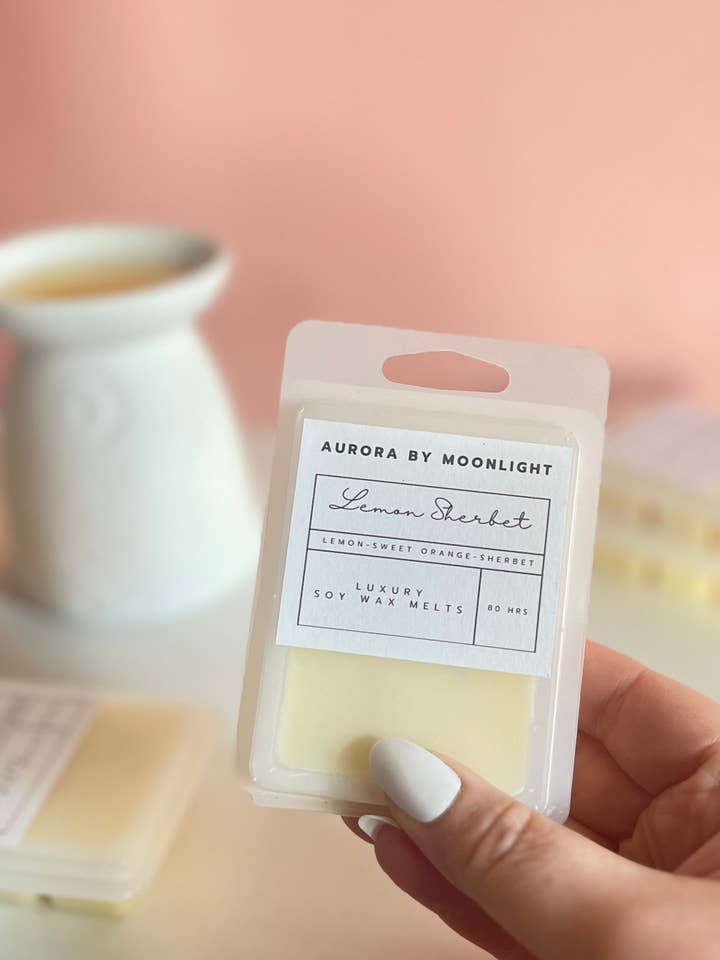 AURORA BY MOONLIGHT
Lemon Sherbet
LEMON-SWEET ORANGE-SHERBET
LUXURY
SOY WAX MELTS
80 HRS